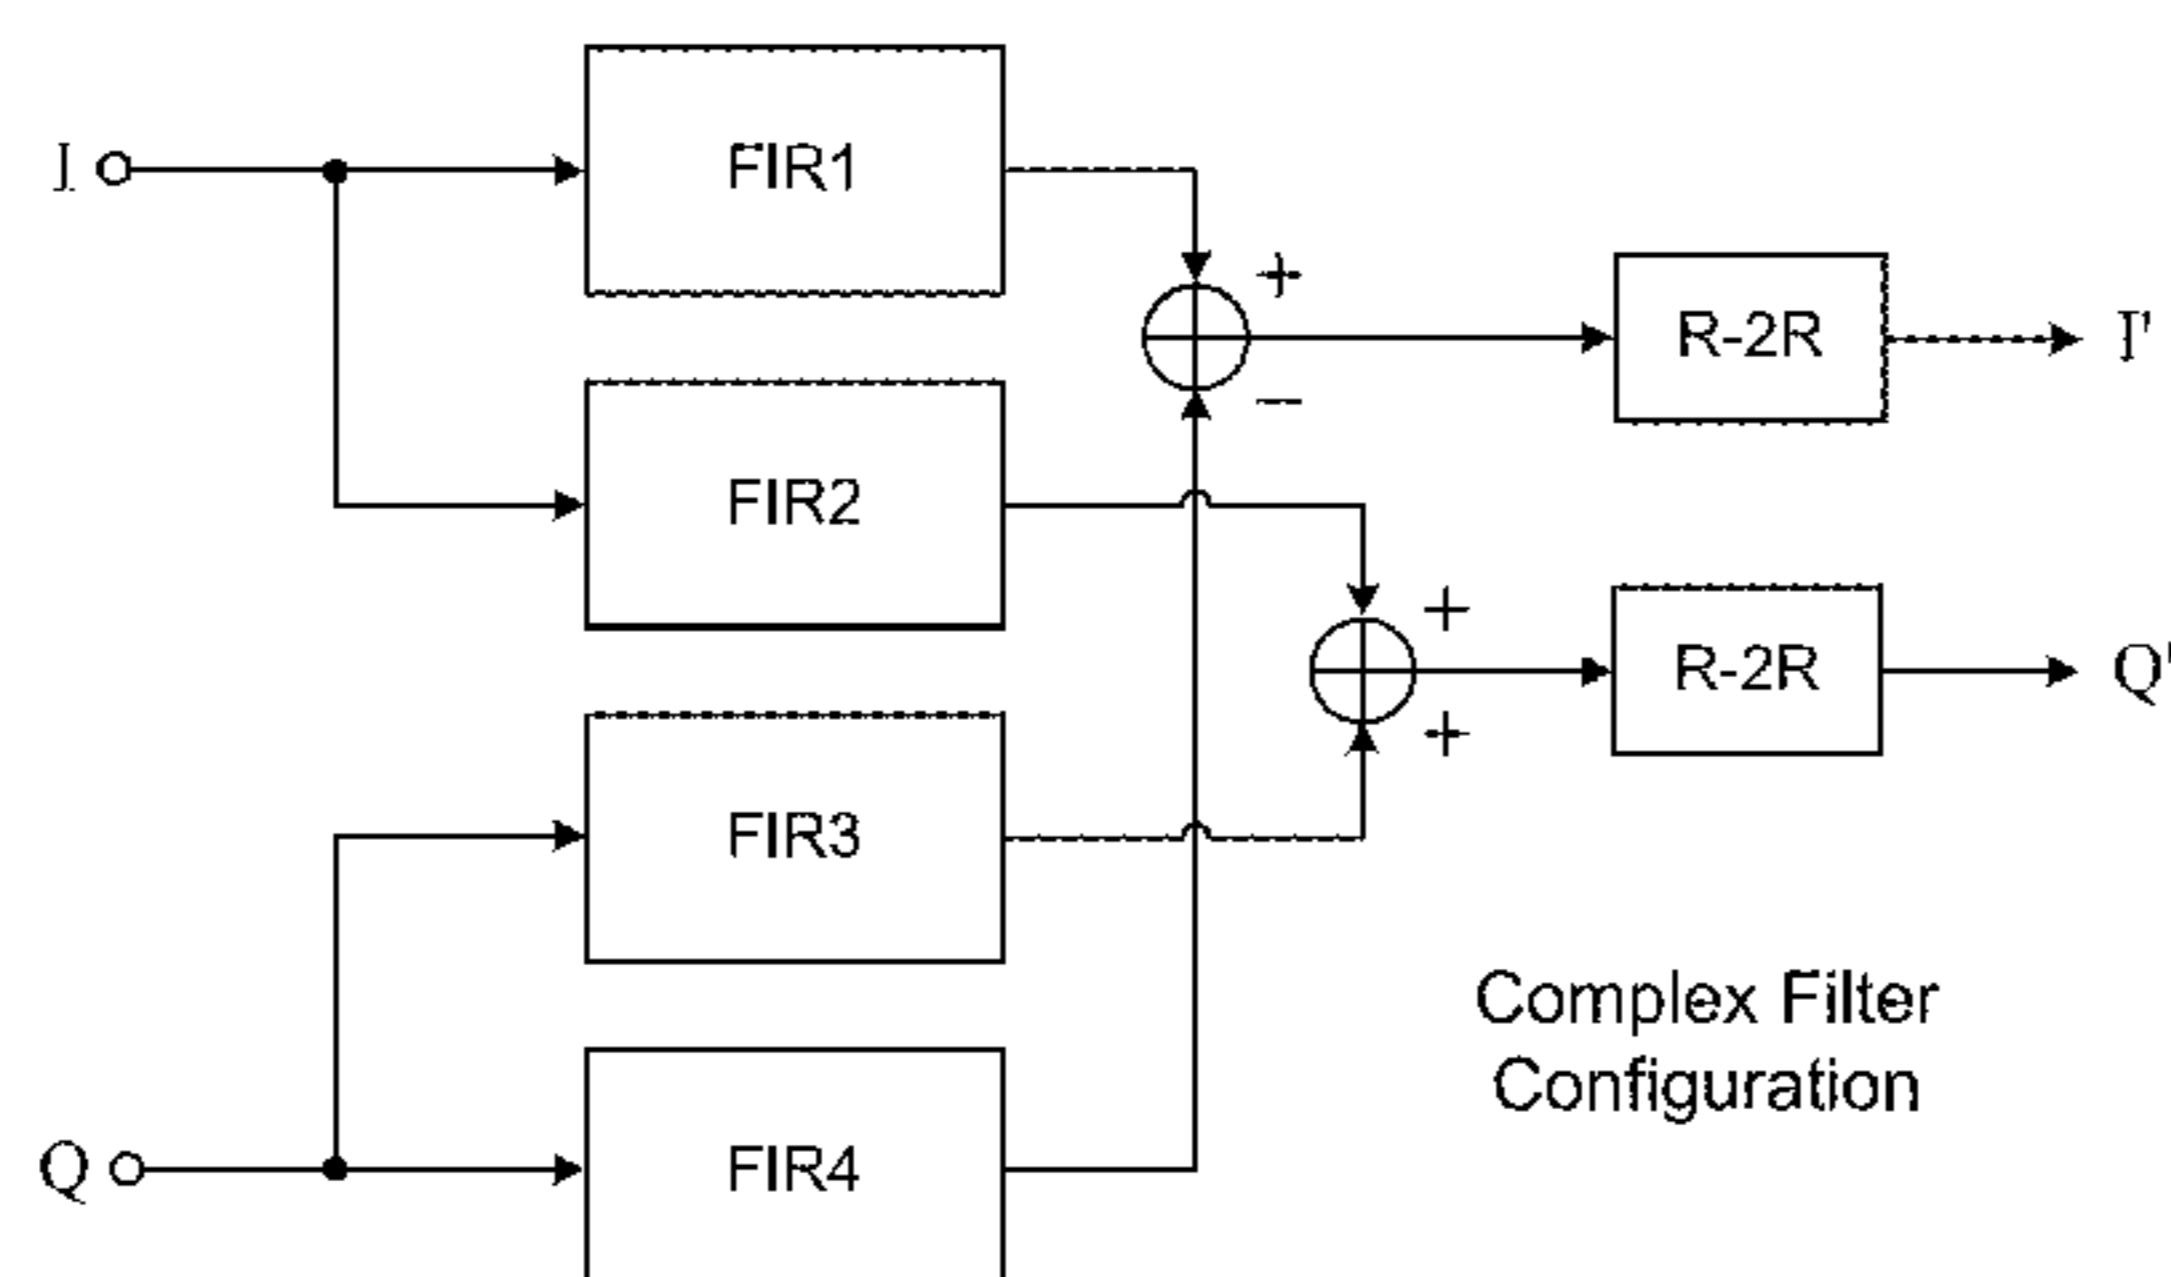 I
FIR1
+
−
R-2R
I'
FIR2
+
+
R-2R
Q'
FIR3
Q
FIR4
Complex Filter
Configuration